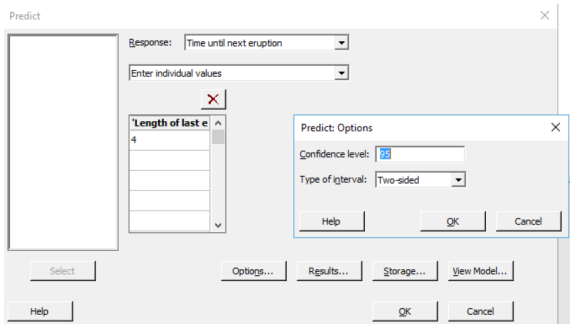 Predict
Response: Time until next eruption
Enter individual values
'Length of last e
4
Predict: Options
Confidence level: 95
Type of interval: Two-sided
Help OK Cancel
Select Options... Results... Storage... View Model...
Help OK Cancel